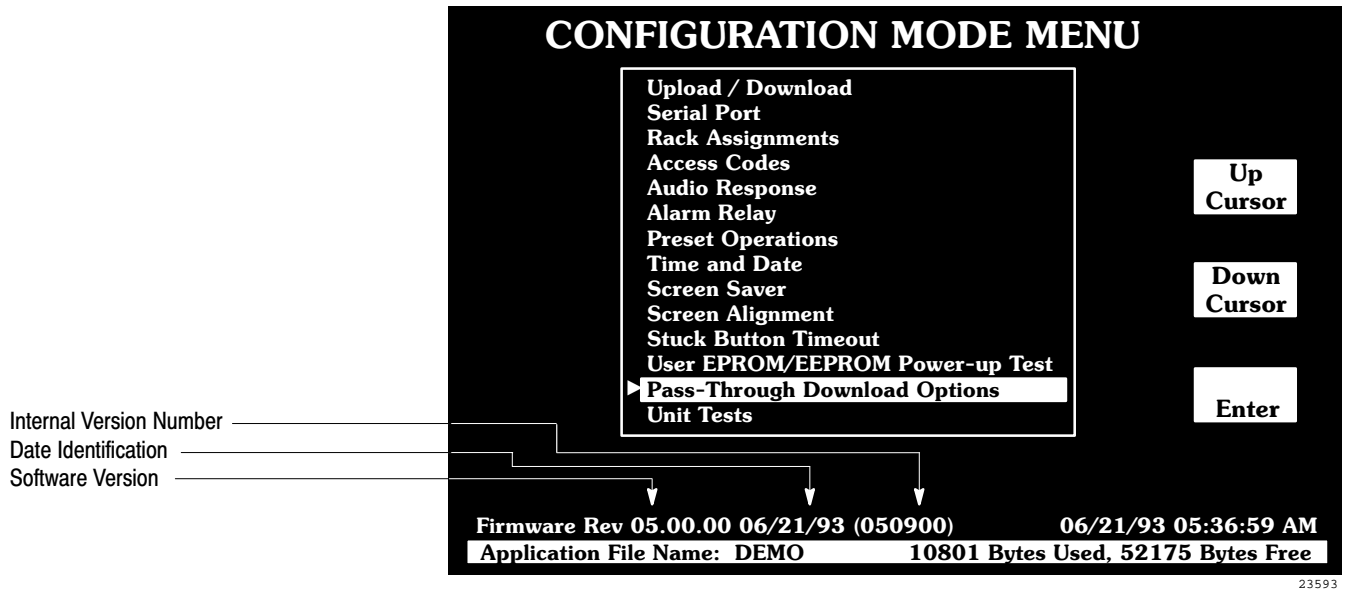 CONFIGURATION MODE MENU
Upload / Download
Serial Port
Rack Assignments
Access Codes
Audio Response
Alarm Relay
Preset Operations
Time and Date
Screen Saver
Screen Alignment
Stuck Button Timeout
User EPROM/EEPROM Power-up Test
Pass-Through Download Options
Unit Tests
Up
Cursor
Down
Cursor
Enter
Internal Version Number
Date Identification
Software Version
Firmware Rev 05.00.00 06/21/93 (050900) 06/21/93 05:36:59 AM
Application File Name: DEMO 10801 Bytes Used, 52175 Bytes Free
23593